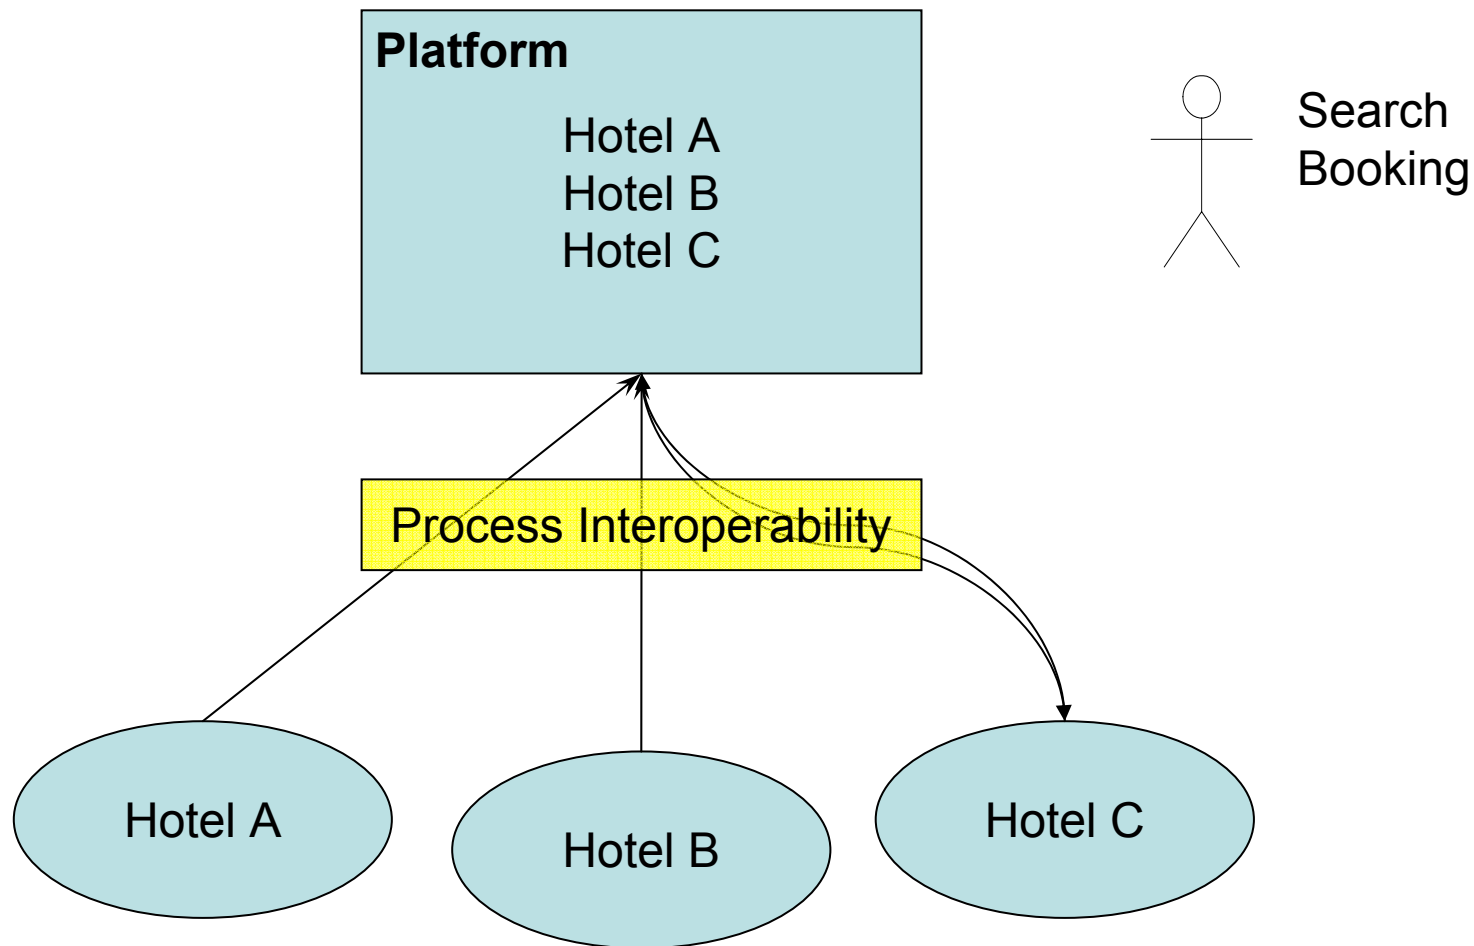 Platform
Hotel A
Hotel B
Hotel C
Search
Booking
Process Interoperability
Hotel A
Hotel B
Hotel C